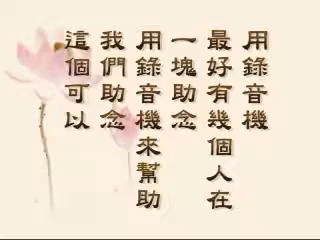 用錄音機
最好有幾個人在
一塊助念
用錄音機來幫助
我們助念
這個可以